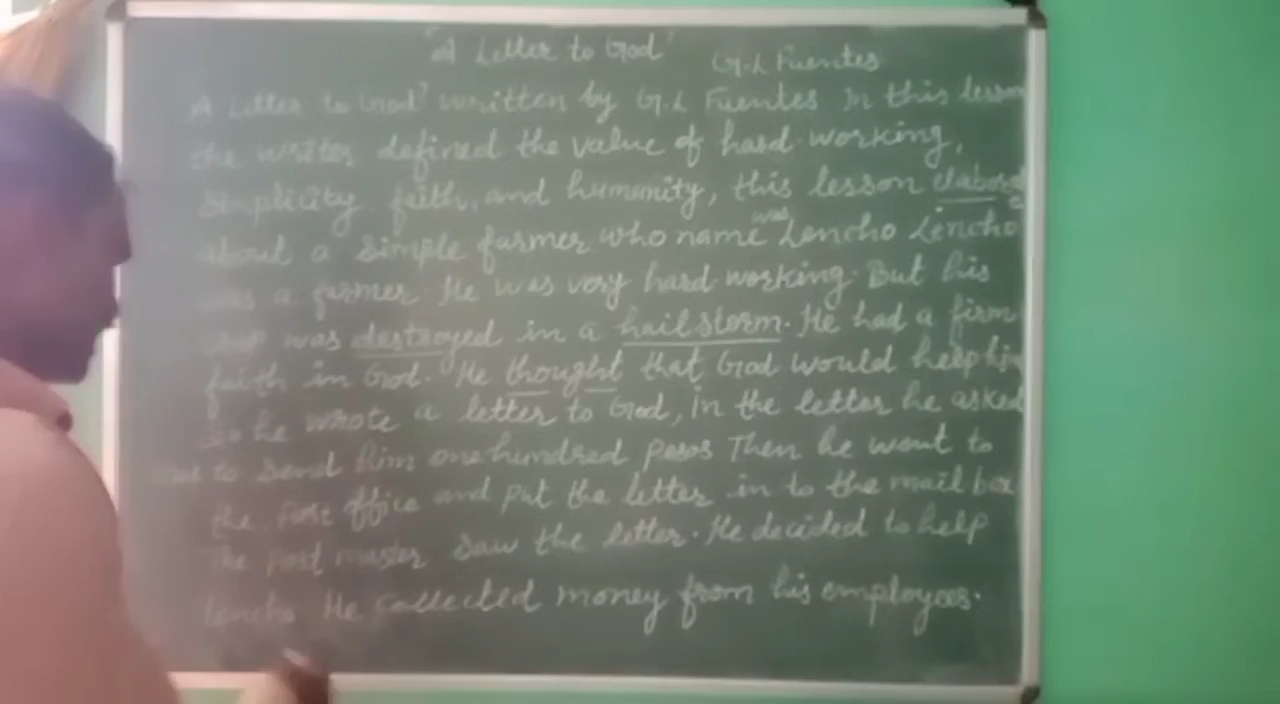 "A Letter to God" G.L Fuentes
"A Letter to God" written by G.L Fuentes In this lesson
the writer defined the value of hard working,
simplicity faith, and humanity, this lesson elaborate
about a simple farmer who name was Lencho Lencho
was a farmer. He was very hard working. But his
crop was destroyed in a hail storm. He had a firm
faith in God. He thought that God would help him
So he wrote a letter to God, in the letter he asked
to send him one hundred pesos Then he went to
the Post office and put the letter in to the mail box
The post master saw the letter. He decided to help
Lencho He collected money from his employees.